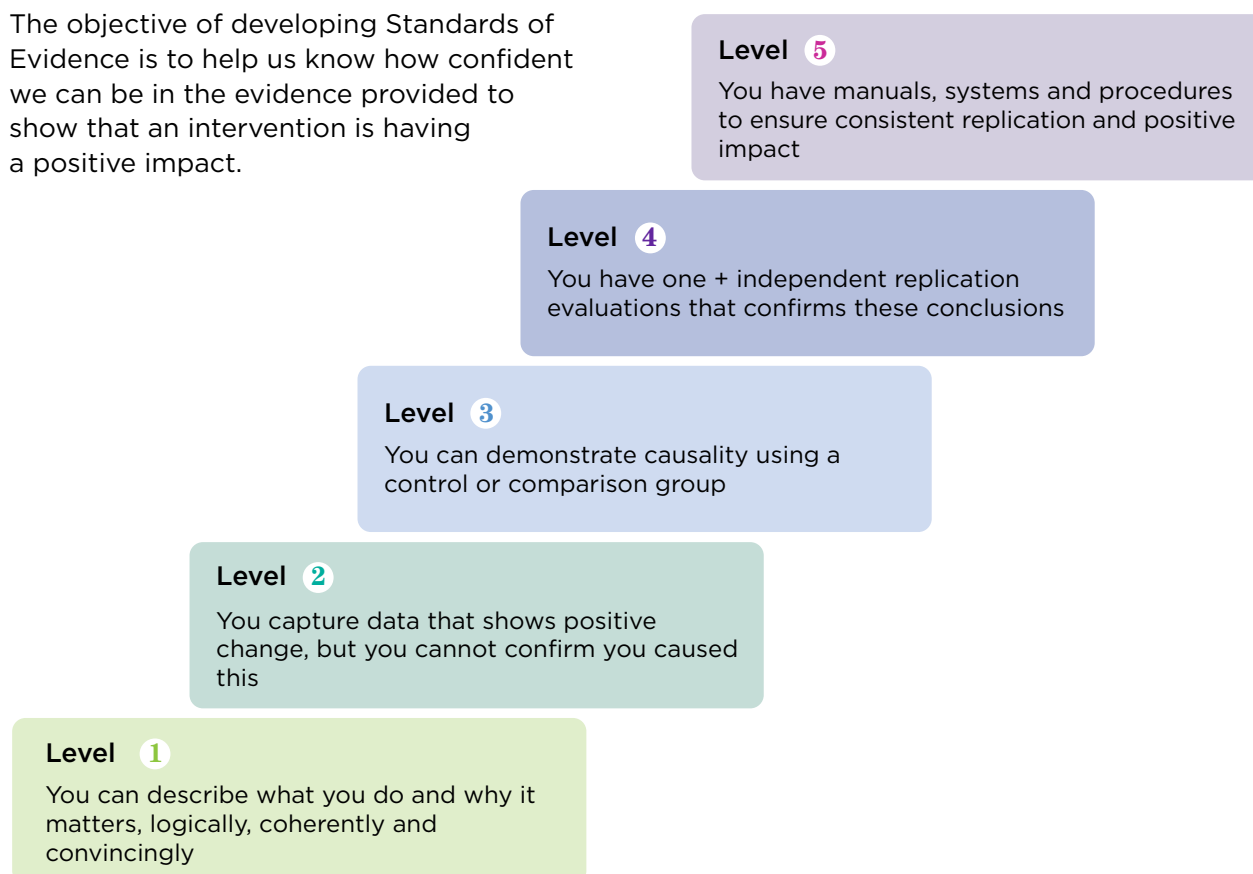 The objective of developing Standards of
Evidence is to help us know how confident
we can be in the evidence provided to
show that an intervention is having
a positive impact.
Level 5
You have manuals, systems and procedures
to ensure consistent replication and positive
impact
Level 4
You have one + independent replication
evaluations that confirms these conclusions
Level 3
You can demonstrate causality using a
control or comparison group
Level 2
You capture data that shows positive
change, but you cannot confirm you caused
this
Level 1
You can describe what you do and why it
matters, logically, coherently and
convincingly